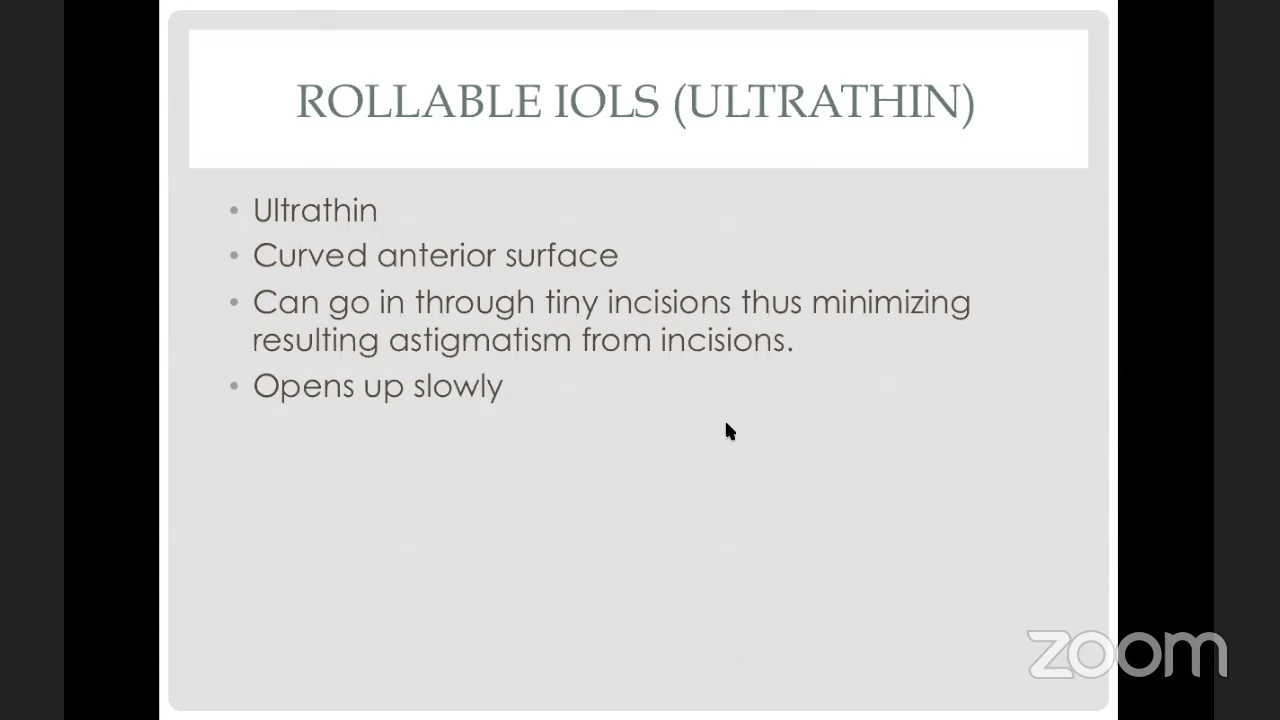 ROLLABLE IOLS (ULTRATHIN)
• Ultrathin
• Curved anterior surface
• Can go in through tiny incisions thus minimizing
resulting astigmatism from incisions.
• Opens up slowly
zoom